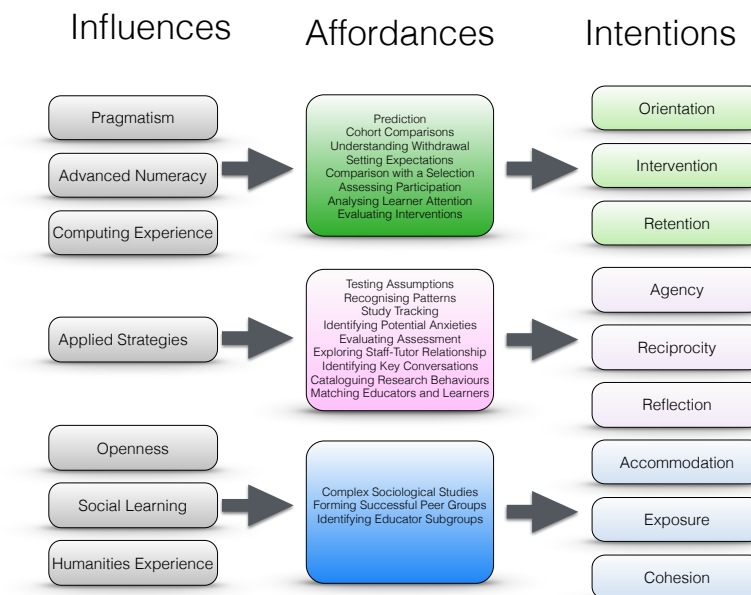 Influences
Affordances
Intentions
Pragmatism
Advanced Numeracy
Computing Experience
Prediction
Cohort Comparisons
Understanding Withdrawal
Setting Expectations
Comparison with a Selection
Assessing Participation
Analysing Learner Attention
Evaluating Interventions
Orientation
Intervention
Retention
Applied Strategies
Testing Assumptions
Recognising Patterns
Study Tracking
Identifying Potential Anxieties
Evaluating Assessment
Exploring Staff-Tutor Relationship
Identifying Key Conversations
Cataloguing Research Behaviours
Matching Educators and Learners
Agency
Reciprocity
Reflection
Openness
Social Learning
Humanities Experience
Complex Sociological Studies
Forming Successful Peer Groups
Identifying Educator Subgroups
Accommodation
Exposure
Cohesion